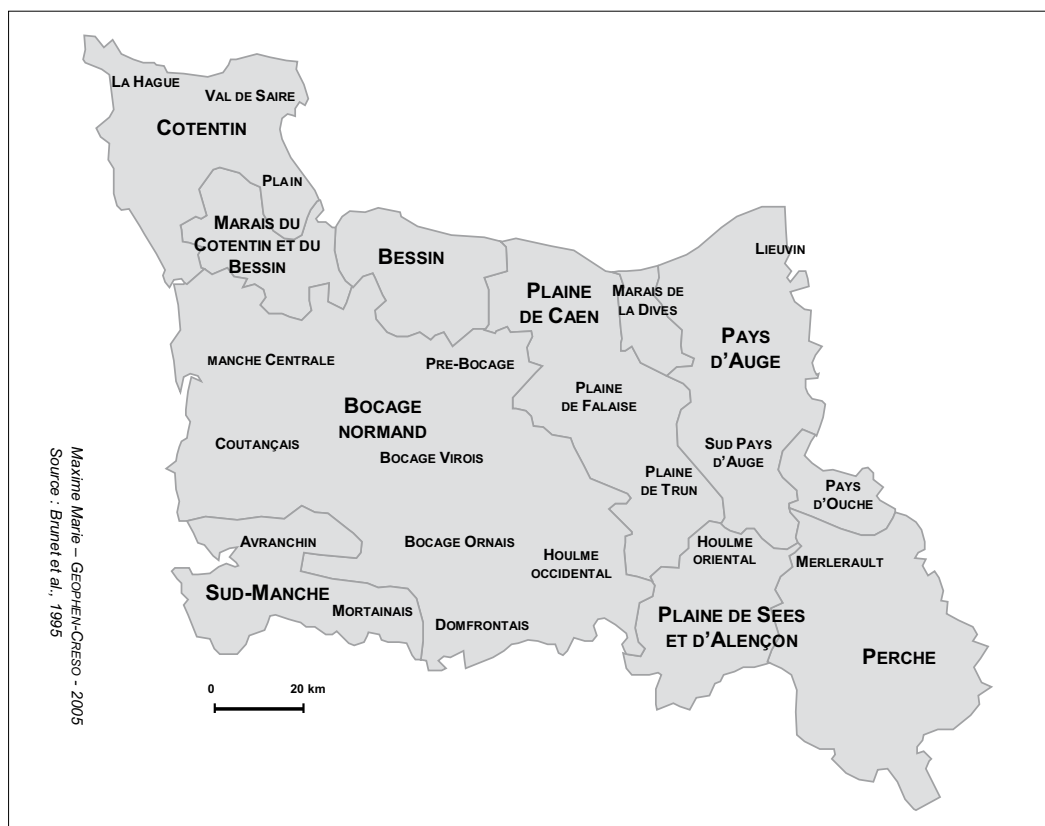 LA HAGUE
VAL DE SAIRE
COTENTIN
PLAIN
MARAIS DU
COTENTIN ET DU
BESSIN
BESSIN
LIEUVIN
PLAINE
DE CAEN
MARAIS DE
LA DIVES
PAYS
D'AUGE
MANCHE CENTRALE
PRE-BOCAGE
PLAINE
DE FALAISE
BOCAGE
NORMAND
COUTANÇAIS
BOCAGE VIROIS
SUD PAYS
D'AUGE
PLAINE
DE TRUN
PAYS
D'OUCHE
AVRANCHIN
BOCAGE ORNAIS
HOULME
OCCIDENTAL
HOULME
ORIENTAL
MERLERAULT
SUD-MANCHE
MORTAINAIS
DOMFRONTAIS
PLAINE DE SEES
ET D'ALENÇON
PERCHE
0 20 km
Maxime Marie – GEOPHEN-CRESO - 2005
Source : Brunet et al., 1995